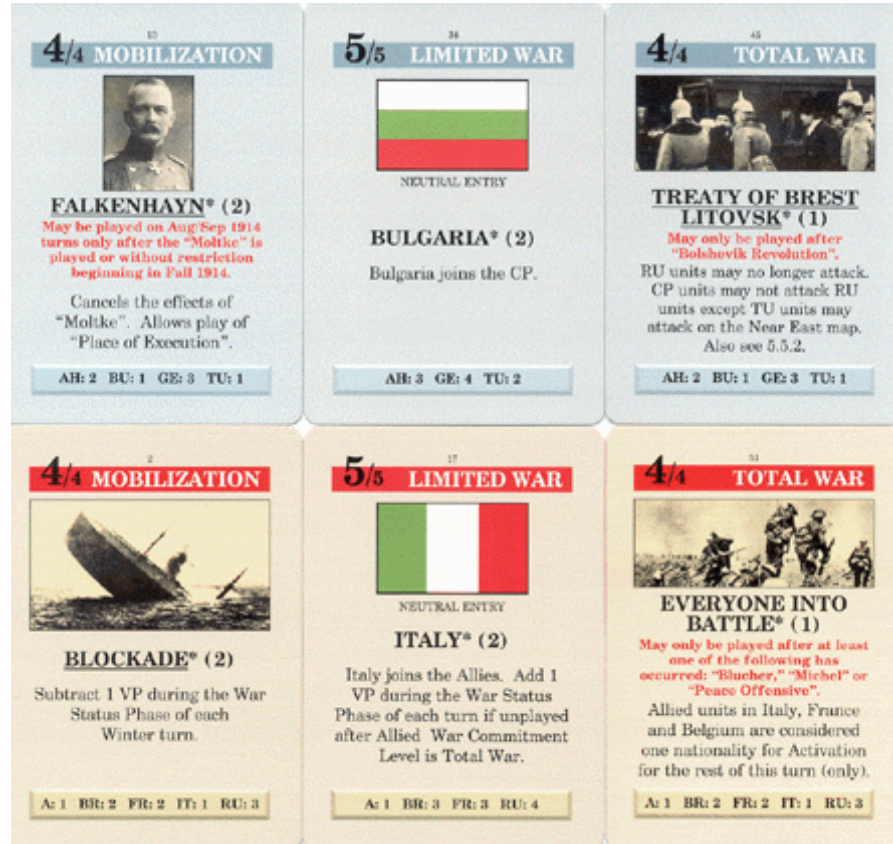 13
4/4 MOBILIZATION
FALKENHAYN* (2)
May be played on Aug/Sep 1914
turns only after the “Moltke” is
played or without restriction
beginning in Fall 1914.
Cancels the effects of
“Moltke”. Allows play of
“Place of Execution”.
AH: 2 BU: 1 GE: 3 TU: 1
5/5 LIMITED WAR
NEUTRAL ENTRY
BULGARIA* (2)
Bulgaria joins the CP.
AH: 3 GE: 4 TU: 2
45
4/4 TOTAL WAR
TREATY OF BREST
LITOVSK* (1)
May only be played after
“Bolshevik Revolution”.
RU units may no longer attack.
CP units may not attack RU
units except TU units may
attack on the Near East map.
Also see 5.5.2.
AH: 2 BU: 1 GE: 3 TU: 1
2
4/4 MOBILIZATION
BLOCKADE* (2)
Subtract 1 VP during the War
Status Phase of each
Winter turn.
A: 1 BR: 2 FR: 2 IT: 1 RU: 3
17
5/5 LIMITED WAR
NEUTRAL ENTRY
ITALY* (2)
Italy joins the Allies. Add 1
VP during the War Status
Phase of each turn if unplayed
after Allied War Commitment
Level is Total War.
A: 1 BR: 3 FR: 3 RU: 4
51
4/4 TOTAL WAR
EVERYONE INTO
BATTLE* (1)
May only be played after at least
one of the following has
occurred: “Blucher,” “Michel” or
“Peace Offensive”.
Allied units in Italy, France
and Belgium are considered
one nationality for Activation
for the rest of this turn (only).
A: 1 BR: 2 FR: 2 IT: 1 RU: 3